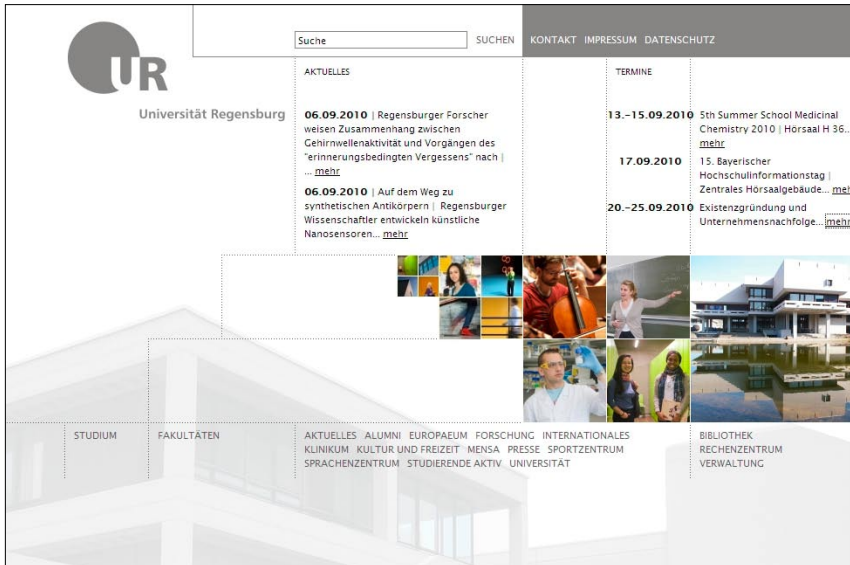 Suche
SUCHEN
KONTAKT IMPRESSUM DATENSCHUTZ
UR
Universität Regensburg
AKTUELLES
06.09.2010 | Regensburger Forscher
weisen Zusammenhang zwischen
Gehirnwellenaktivität und Vorgängen des
"erinnerungsbedingten Vergessens" nach |
... mehr
06.09.2010 | Auf dem Weg zu
synthetischen Antikörpern | Regensburger
Wissenschaftler entwickeln künstliche
Nanosensoren... mehr
TERMINE
13.-15.09.2010 5th Summer School Medicinal
Chemistry 2010 | Hörsaal H 36..
mehr
17.09.2010 15. Bayerischer
Hochschulinformationstag |
Zentrales Hörsaalgebäude... meh
20.-25.09.2010 Existenzgründung und
Unternehmensnachfolge... mehr
STUDIUM
FAKULTÄTEN
AKTUELLES ALUMNI EUROPAEUM FORSCHUNG INTERNATIONALES
KLINIKUM KULTUR UND FREIZEIT MENSA PRESSE SPORTZENTRUM
SPRACHENZENTRUM STUDIERENDE AKTIV UNIVERSITÄT
BIBLIOTHEK
RECHENZENTRUM
VERWALTUNG